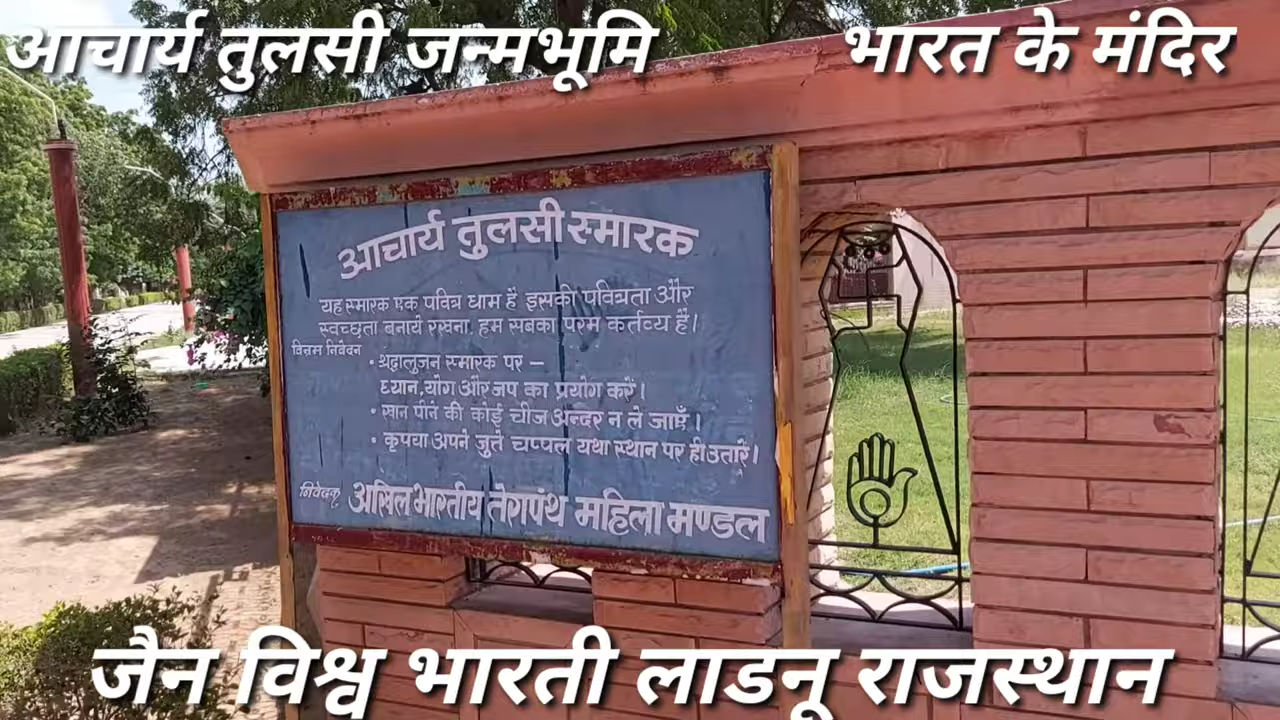 आचार्य तुलसी जन्मभूमि
भारत के मंदिर
आचार्य तुलसी स्मारक
यह स्मारक एक पवित्र धाम है इसकी पवित्रता और
स्वच्छता बनाये रखना, हम सबका परम कर्तव्य है।
विनम्र निवेदन
• श्रद्धालुजन स्मारक पर –
ध्यान, योग और जप का प्रयोग करें।
• खान पीने की कोई चीज अन्दर न ले जाएँ।
• कृपया अपने जुते चप्पल यथा स्थान पर ही उतारें।
निवेदक, अखिल भारतीय तेरापंथ महिला मण्डल
जैन विश्व भारती लाडनू राजस्थान